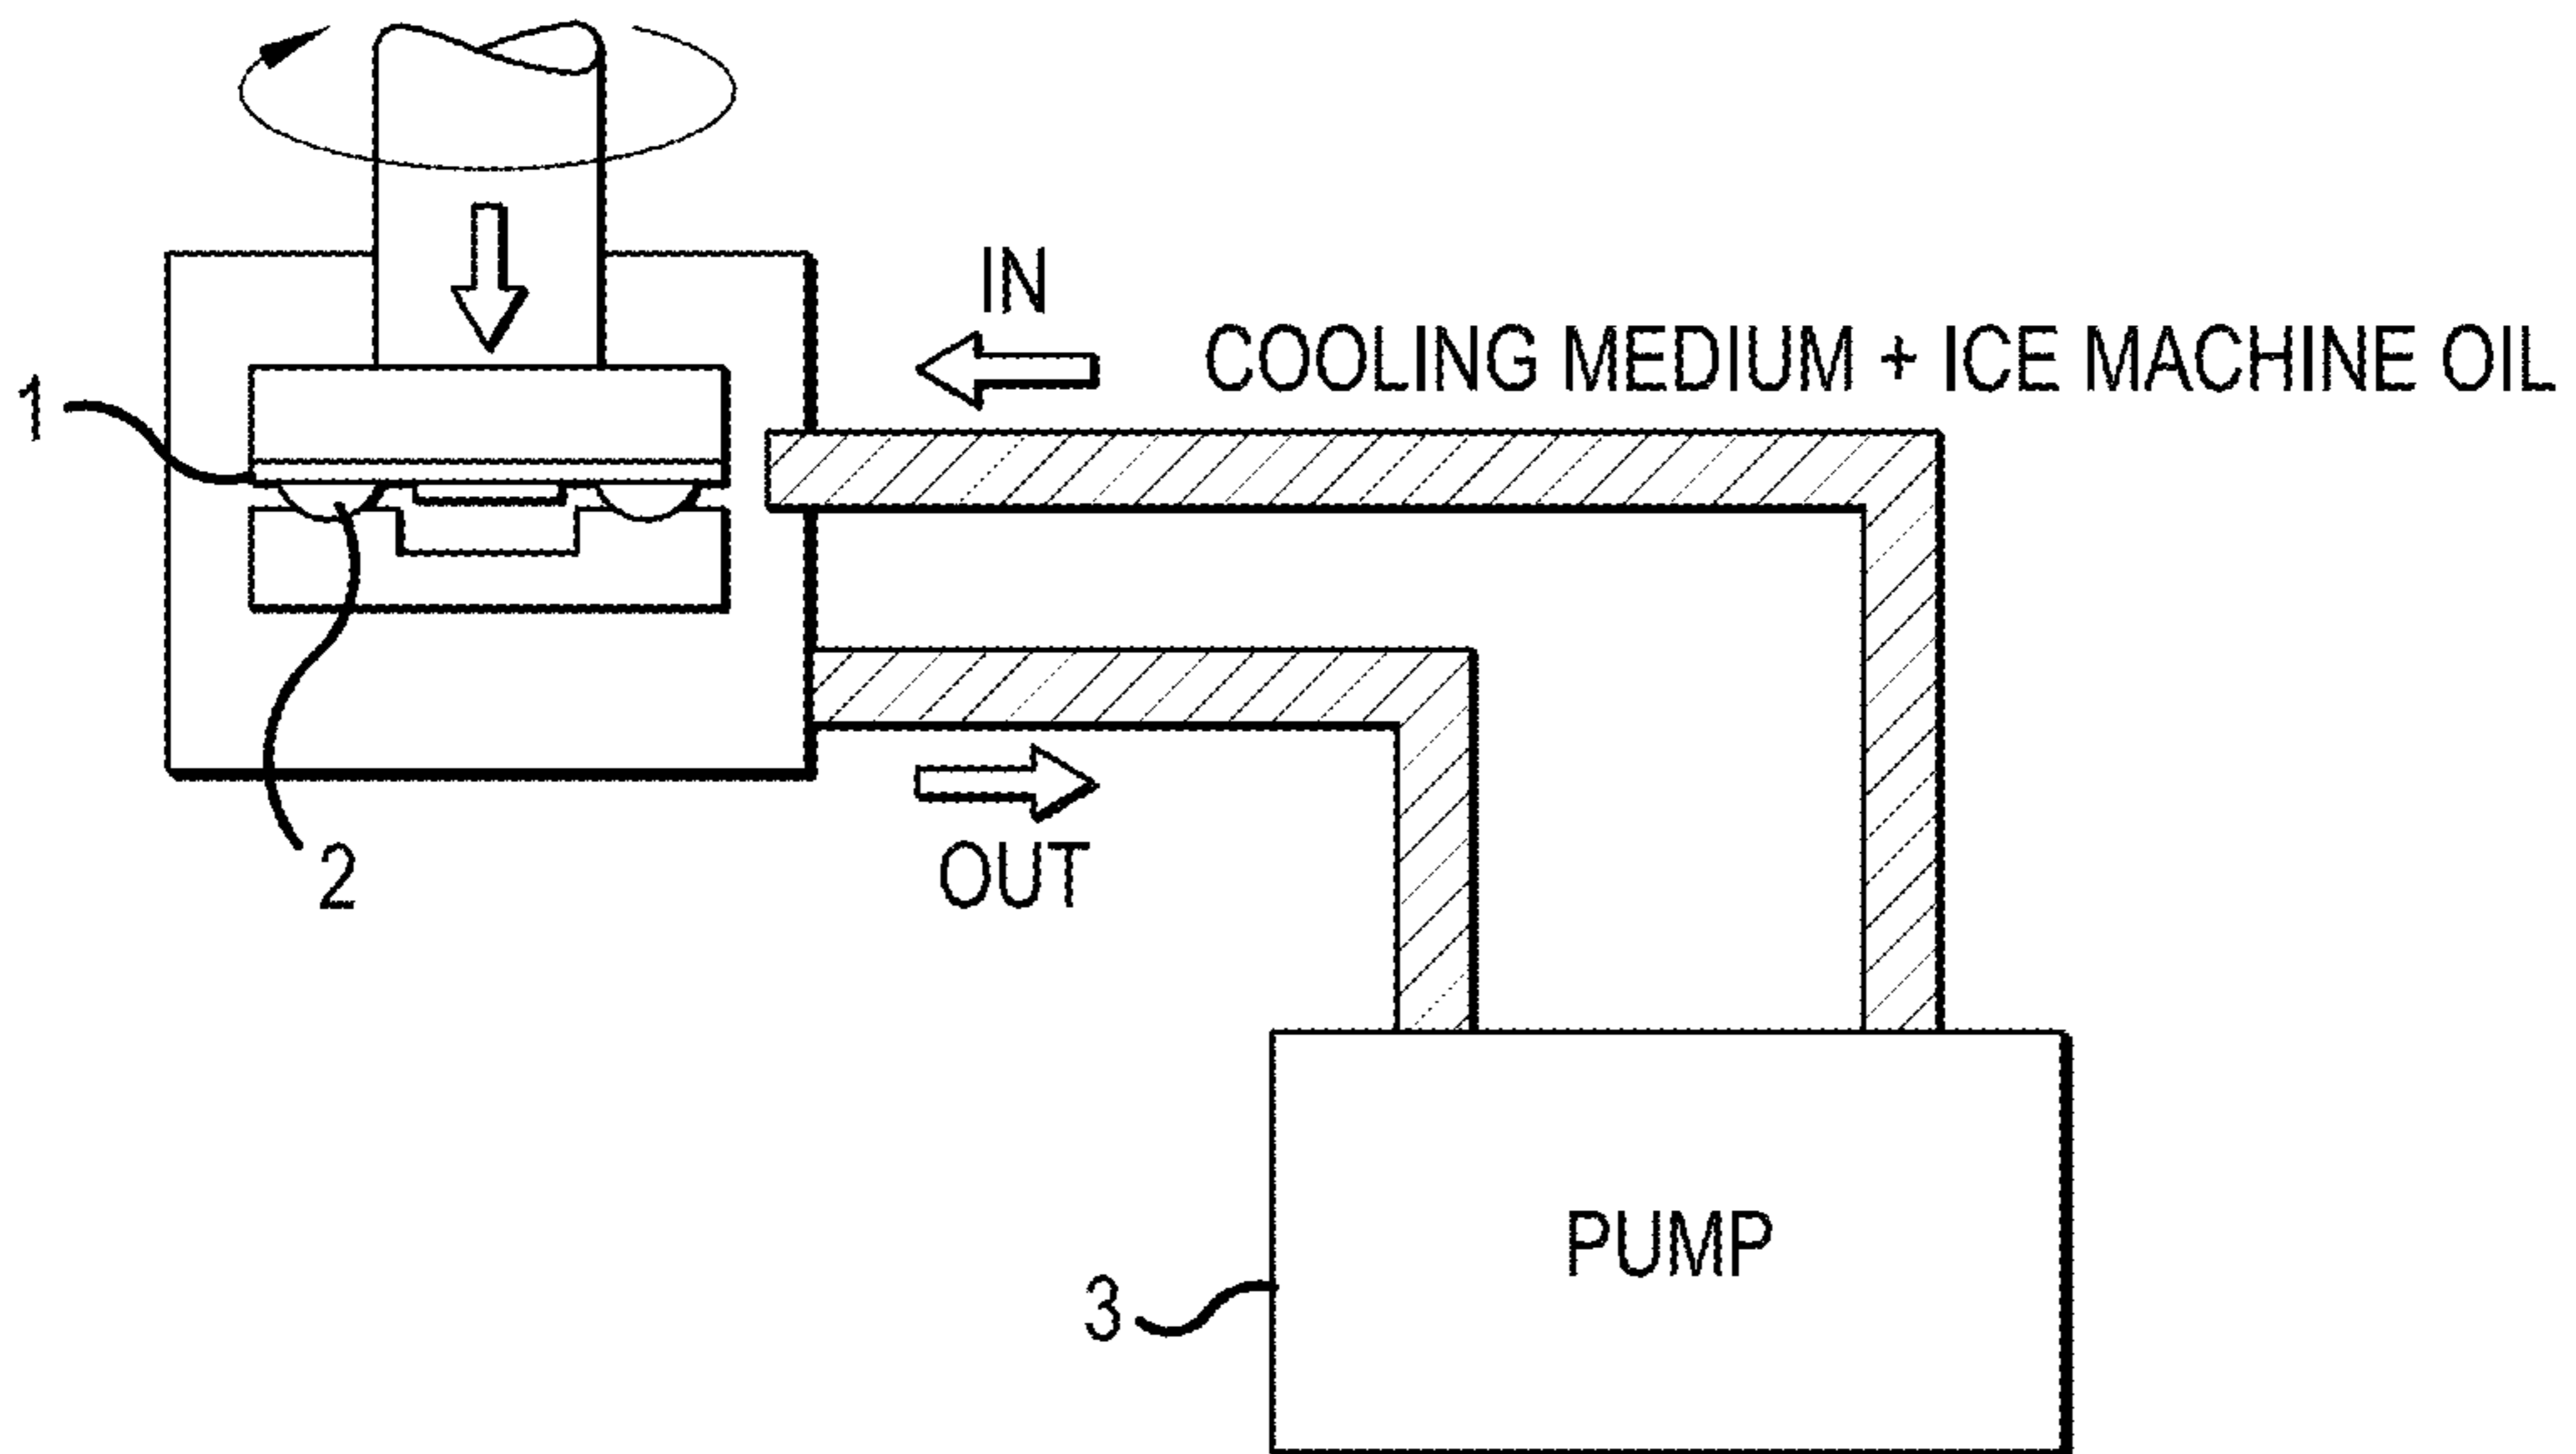 IN
COOLING MEDIUM + ICE MACHINE OIL
1
2
OUT
PUMP
3